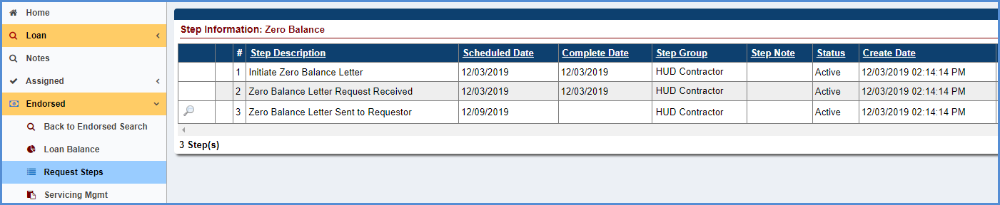 Home
Loan
Notes
Assigned
Endorsed
Back to Endorsed Search
Loan Balance
Request Steps
Servicing Mgmt
Step Information: Zero Balance
# Step Description Scheduled Date Complete Date Step Group Step Note Status Create Date
1 Initiate Zero Balance Letter 12/03/2019 12/03/2019 HUD Contractor Active 12/03/2019 02:14:14 PM
2 Zero Balance Letter Request Received 12/03/2019 12/03/2019 HUD Contractor Active 12/03/2019 02:14:14 PM
3 Zero Balance Letter Sent to Requestor 12/09/2019 HUD Contractor Active 12/03/2019 02:14:14 PM
3 Step(s)